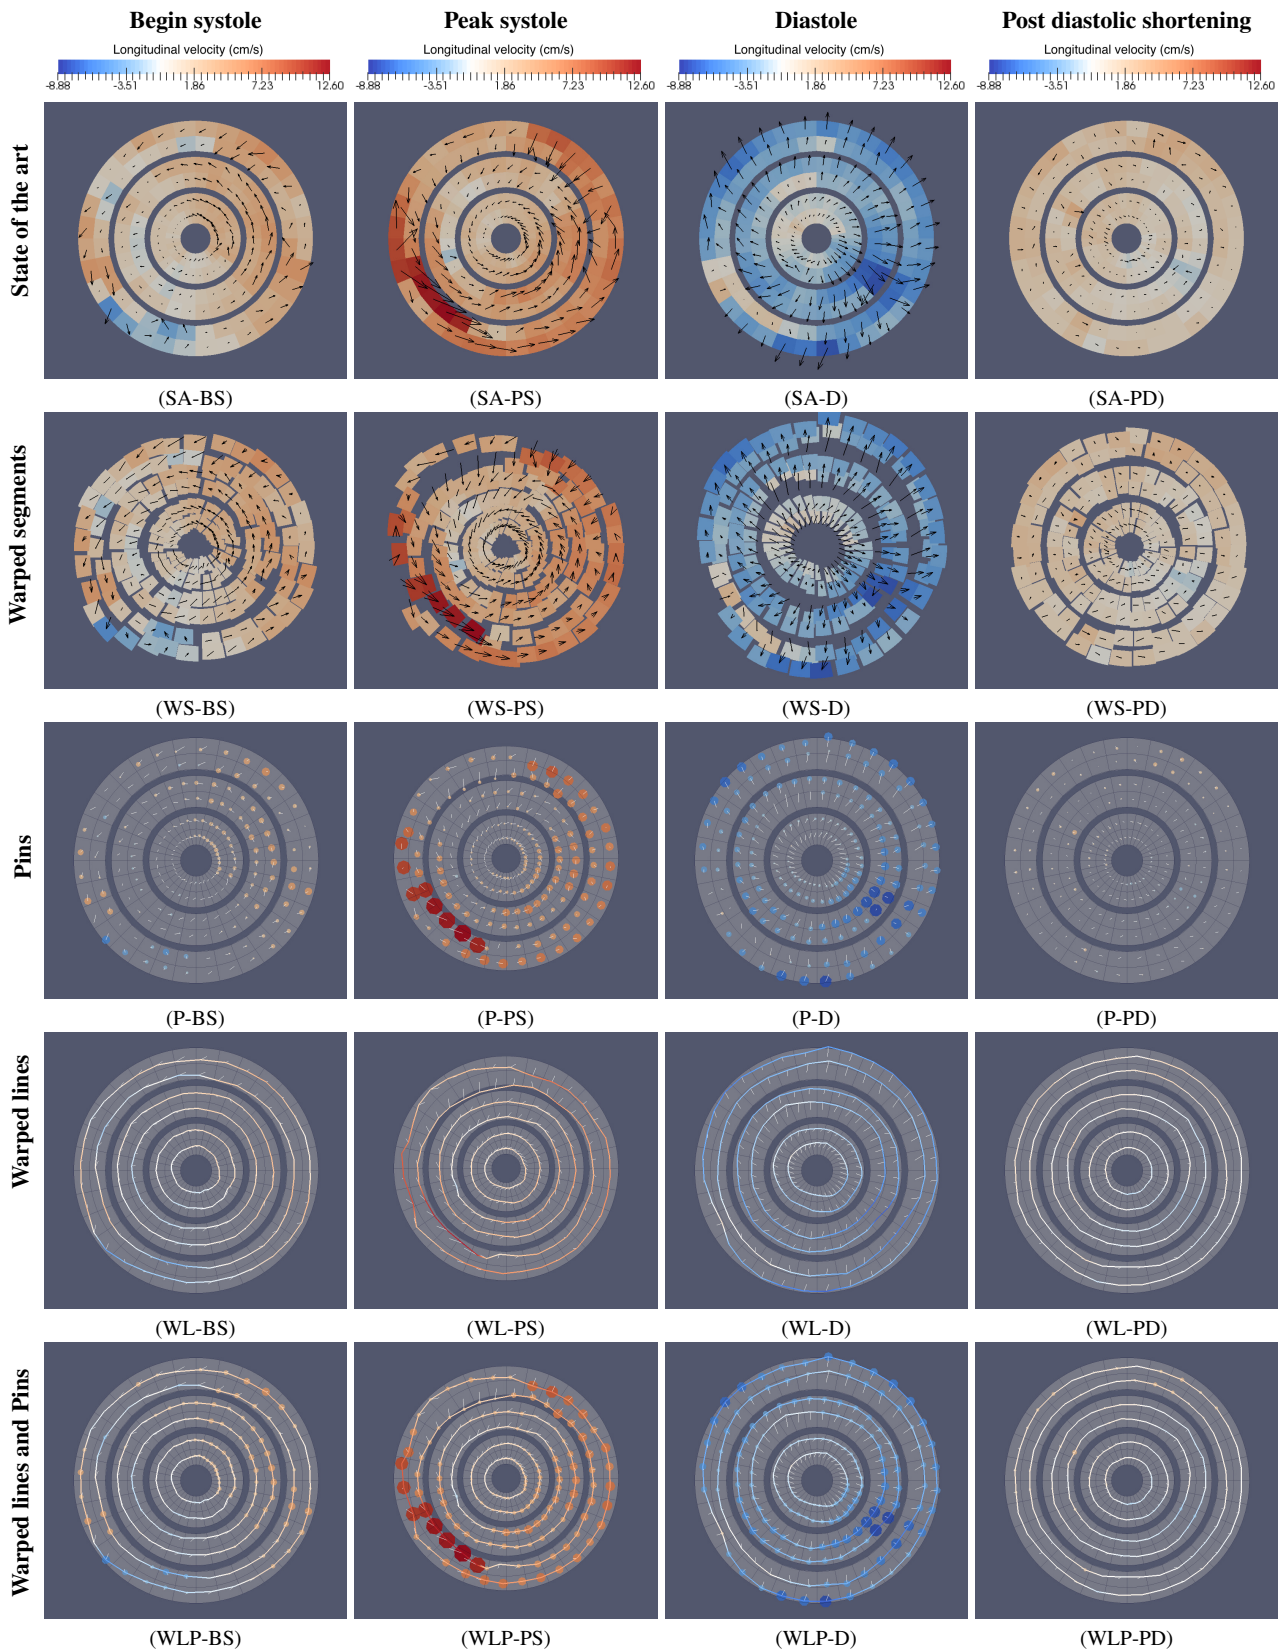 Begin systole Peak systole Diastole Post diastolic shortening
Longitudinal velocity (cm/s) Longitudinal velocity (cm/s) Longitudinal velocity (cm/s) Longitudinal velocity (cm/s)
-8.88 -3.51 1.86 7.23 12.60 -8.88 -3.51 1.86 7.23 12.60 -8.88 -3.51 1.86 7.23 12.60 -8.88 -3.51 1.86 7.23 12.60
State of the art
(SA-BS) (SA-PS) (SA-D) (SA-PD)
Warped segments
(WS-BS) (WS-PS) (WS-D) (WS-PD)
Pins
(P-BS) (P-PS) (P-D) (P-PD)
Warped lines
(WL-BS) (WL-PS) (WL-D) (WL-PD)
Warped lines and Pins
(WLP-BS) (WLP-PS) (WLP-D) (WLP-PD)